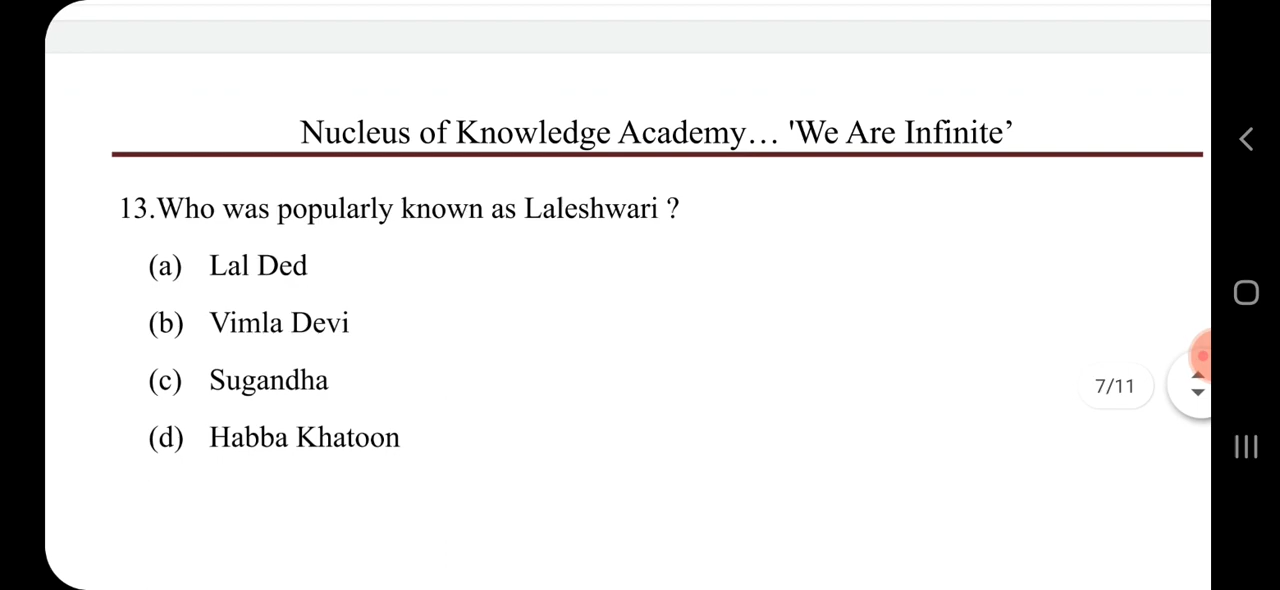 Nucleus of Knowledge Academy… 'We Are Infinite’
13.Who was popularly known as Laleshwari ?
(a) Lal Ded
(b) Vimla Devi
(c) Sugandha
7/11
(d) Habba Khatoon